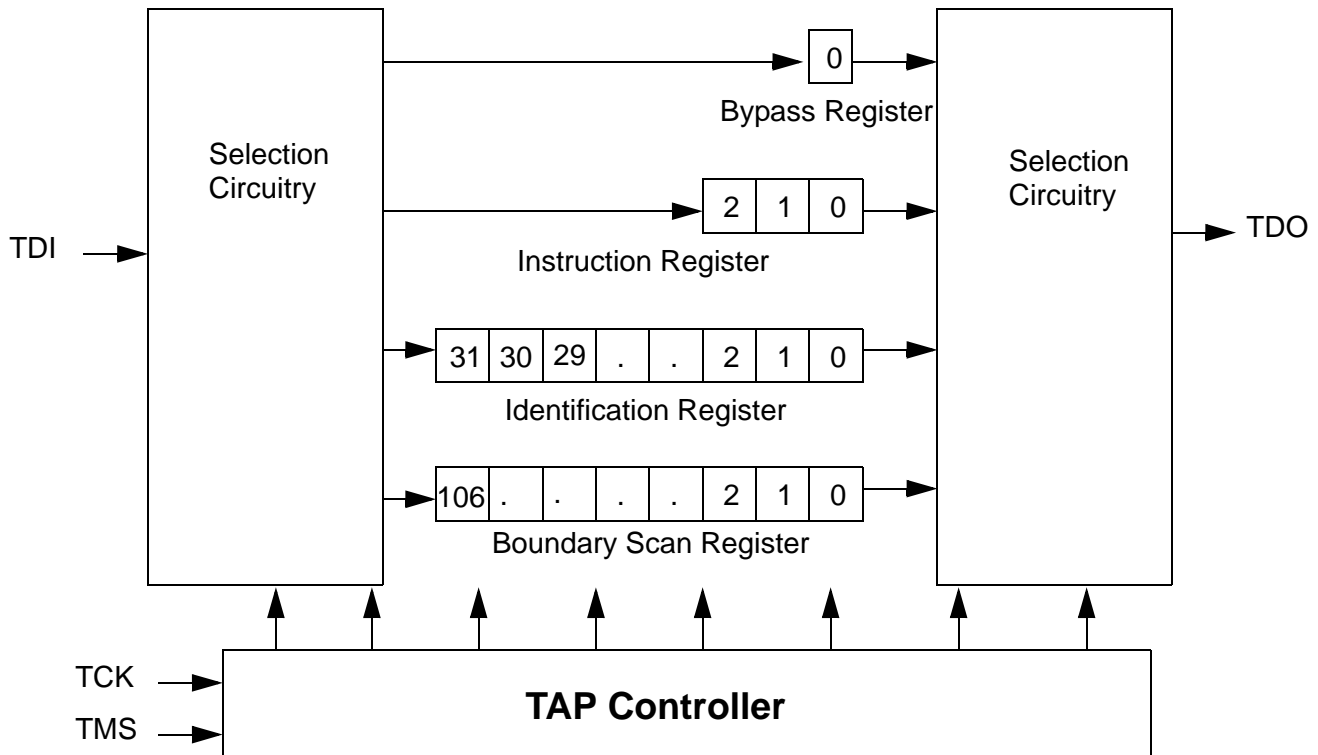 0
Bypass Register
Selection
Circuitry
Selection
Circuitry
2 1 0
TDI
TDO
Instruction Register
31 30 29 . . 2 1 0
Identification Register
106 . . . . 2 1 0
Boundary Scan Register
TCK
TAP Controller
TMS